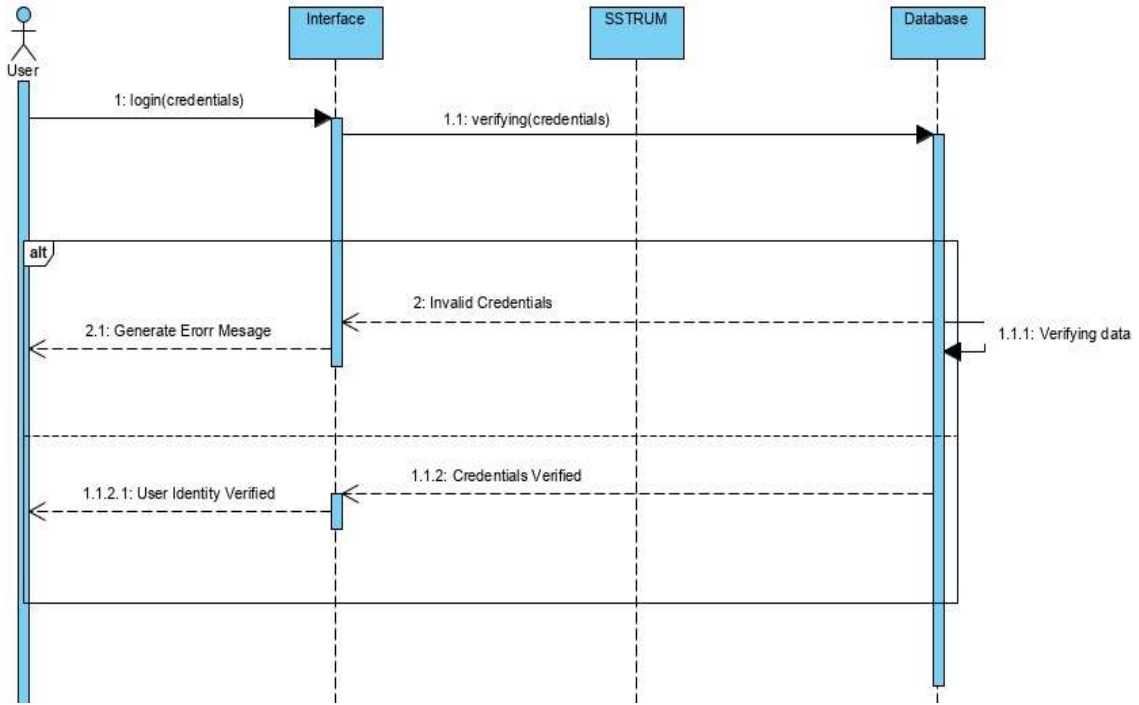 Interface
SSTRUM
Database
User
1: login(credentials)
1.1: verifying(credentials)
alt
2: Invalid Credentials
2.1: Generate Erorr Mesage
1.1.1: Verifying data
1.1.2: Credentials Verified
1.1.2.1: User Identity Verified